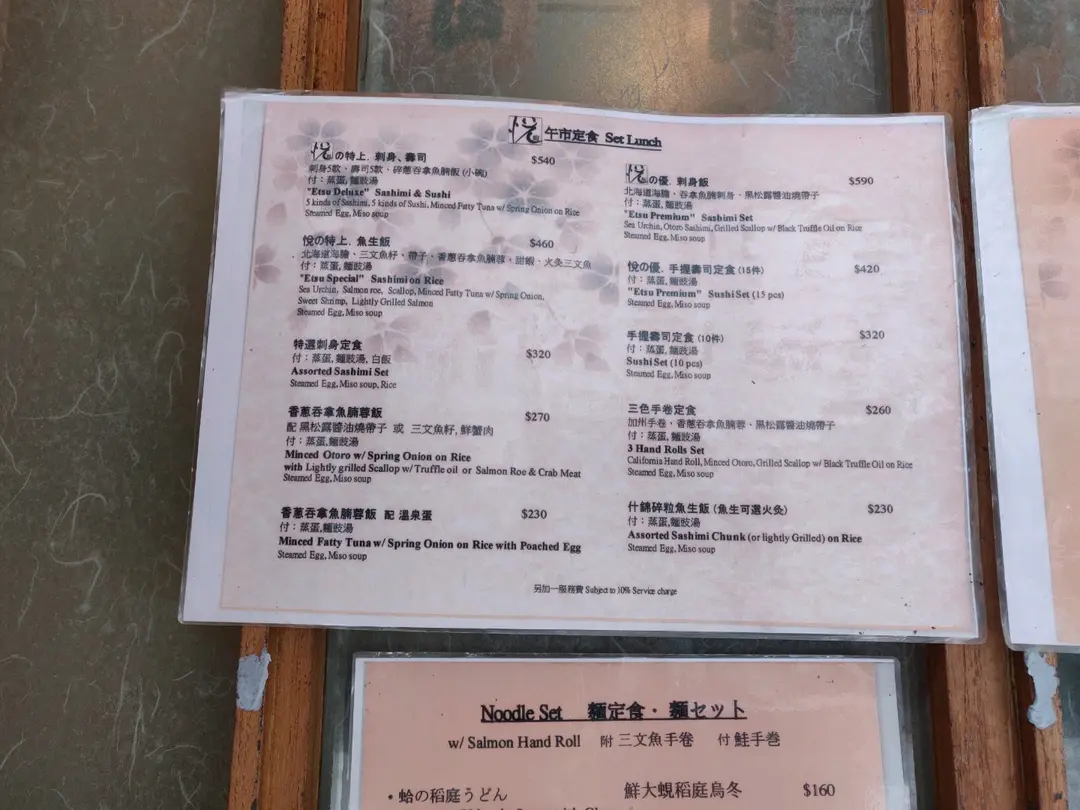 悅 午市定食 Set Lunch
悅の特上. 刺身、壽司 $540
刺身5款、壽司5款、碎蔥吞拿魚腩飯 (小碗)
付：蒸蛋, 麵豉湯
"Etsu Deluxe" Sashimi & Sushi
5 kinds of Sashimi, 5 kinds of Sushi, Minced Fatty Tuna w/ Spring Onion on Rice
Steamed Egg, Miso soup
悅の特上. 魚生飯 $460
北海道海膽、三文魚籽、帶子、香蔥吞拿魚腩蓉、甜蝦、火灸三文魚
付：蒸蛋, 麵豉湯
"Etsu Special" Sashimi on Rice
Sea Urchin, Salmon roe, Scallop, Minced Fatty Tuna w/ Spring Onion,
Sweet Shrimp, Lightly Grilled Salmon
Steamed Egg, Miso soup
特選刺身定食 $320
付：蒸蛋, 麵豉湯, 白飯
Assorted Sashimi Set
Steamed Egg, Miso soup, Rice
香蔥吞拿魚腩蓉飯 $270
配 黑松露醬油燒帶子 或 三文魚籽, 鮮蟹肉
付：蒸蛋, 麵豉湯
Minced Otoro w/ Spring Onion on Rice
with Lightly grilled Scallop w/ Truffle oil or Salmon Roe & Crab Meat
Steamed Egg, Miso soup
香蔥吞拿魚腩蓉飯 配 溫泉蛋 $230
付：蒸蛋, 麵豉湯
Minced Fatty Tuna w/ Spring Onion on Rice with Poached Egg
Steamed Egg, Miso soup
悅の優. 刺身飯 $590
北海道海膽、吞拿魚腩刺身、黑松露醬油燒帶子
付：蒸蛋, 麵豉湯
"Etsu Premium" Sashimi Set
Sea Urchin, Otoro Sashimi, Grilled Scallop w/ Black Truffle Oil on Rice
Steamed Egg, Miso soup
悅の優. 手握壽司定食 (15件) $420
付：蒸蛋, 麵豉湯
"Etsu Premium" Sushi Set (15 pcs)
Steamed Egg, Miso soup
手握壽司定食 (10件) $320
付：蒸蛋, 麵豉湯
Sushi Set (10 pcs)
Steamed Egg, Miso soup
三色手卷定食 $260
加州手卷、香蔥吞拿魚腩蓉、黑松露醬油燒帶子
付：蒸蛋, 麵豉湯
3 Hand Rolls Set
California Hand Roll, Minced Otoro, Grilled Scallop w/ Black Truffle Oil on Rice
Steamed Egg, Miso soup
什錦碎粒魚生飯 (魚生可選火灸) $230
付：蒸蛋, 麵豉湯
Assorted Sashimi Chunk (or lightly Grilled) on Rice
Steamed Egg, Miso soup
另加一服務費 Subject to 10% Service charge
Noodle Set 麵定食・麵セット
w/ Salmon Hand Roll 附 三文魚手卷 付 鮭手巻
• 蛤の稲庭うどん 鮮大蜆稻庭烏冬 $160